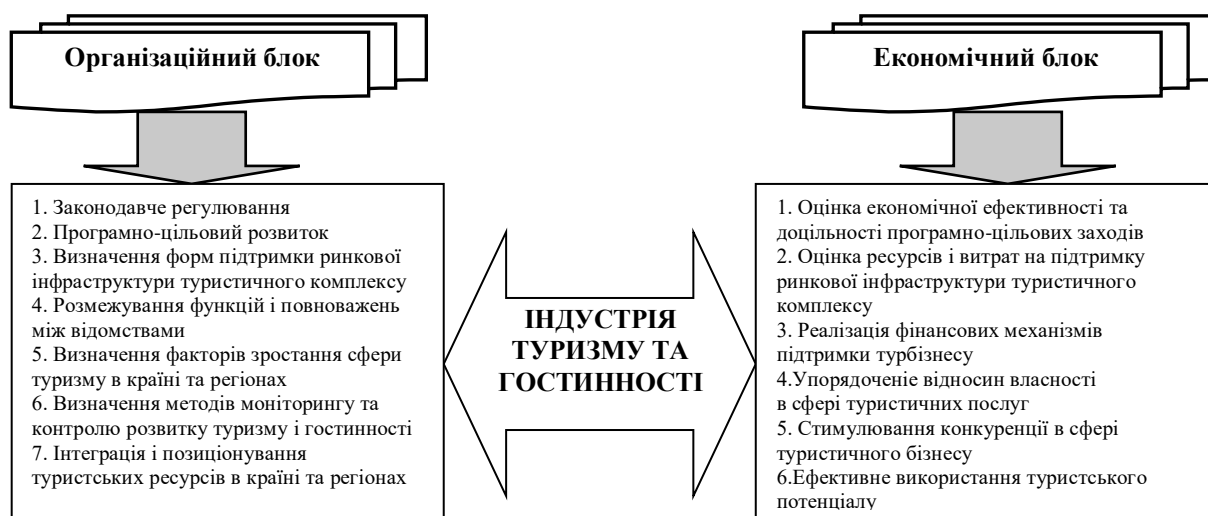 Організаційний блок
Економічний блок
1. Законодавче регулювання
2. Програмно-цільовий розвиток
3. Визначення форм підтримки ринкової
інфраструктури туристичного комплексу
4. Розмежування функцій і повноважень
між відомствами
5. Визначення факторів зростання сфери
туризму в країні та регіонах
6. Визначення методів моніторингу та
контролю розвитку туризму і гостинності
7. Інтеграція і позиціонування
туристських ресурсів в країні та регіонах
ІНДУСТРІЯ
ТУРИЗМУ ТА
ГОСТИННОСТІ
1. Оцінка економічної ефективності та
доцільності програмно-цільових заходів
2. Оцінка ресурсів і витрат на підтримку
ринкової інфраструктури туристичного
комплексу
3. Реалізація фінансових механізмів
підтримки турбізнесу
4.Упорядоченіе відносин власності
в сфері туристичних послуг
5. Стимулювання конкуренції в сфері
туристичного бізнесу
6.Ефективне використання туристського
потенціалу